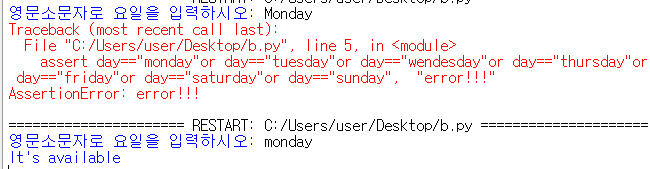 영문소문자로 요일을 입력하시오: Monday
Traceback (most recent call last):
  File "C:/Users/user/Desktop/b.py", line 5, in <module>
    assert day=="monday"or day=="tuesday"or day=="wendesday"or day=="thursday"or
 day=="friday"or day=="saturday"or day=="sunday",  "error!!!"
AssertionError: error!!!
===================== RESTART: C:/Users/user/Desktop/b.py =====================
영문소문자로 요일을 입력하시오: monday
It's available